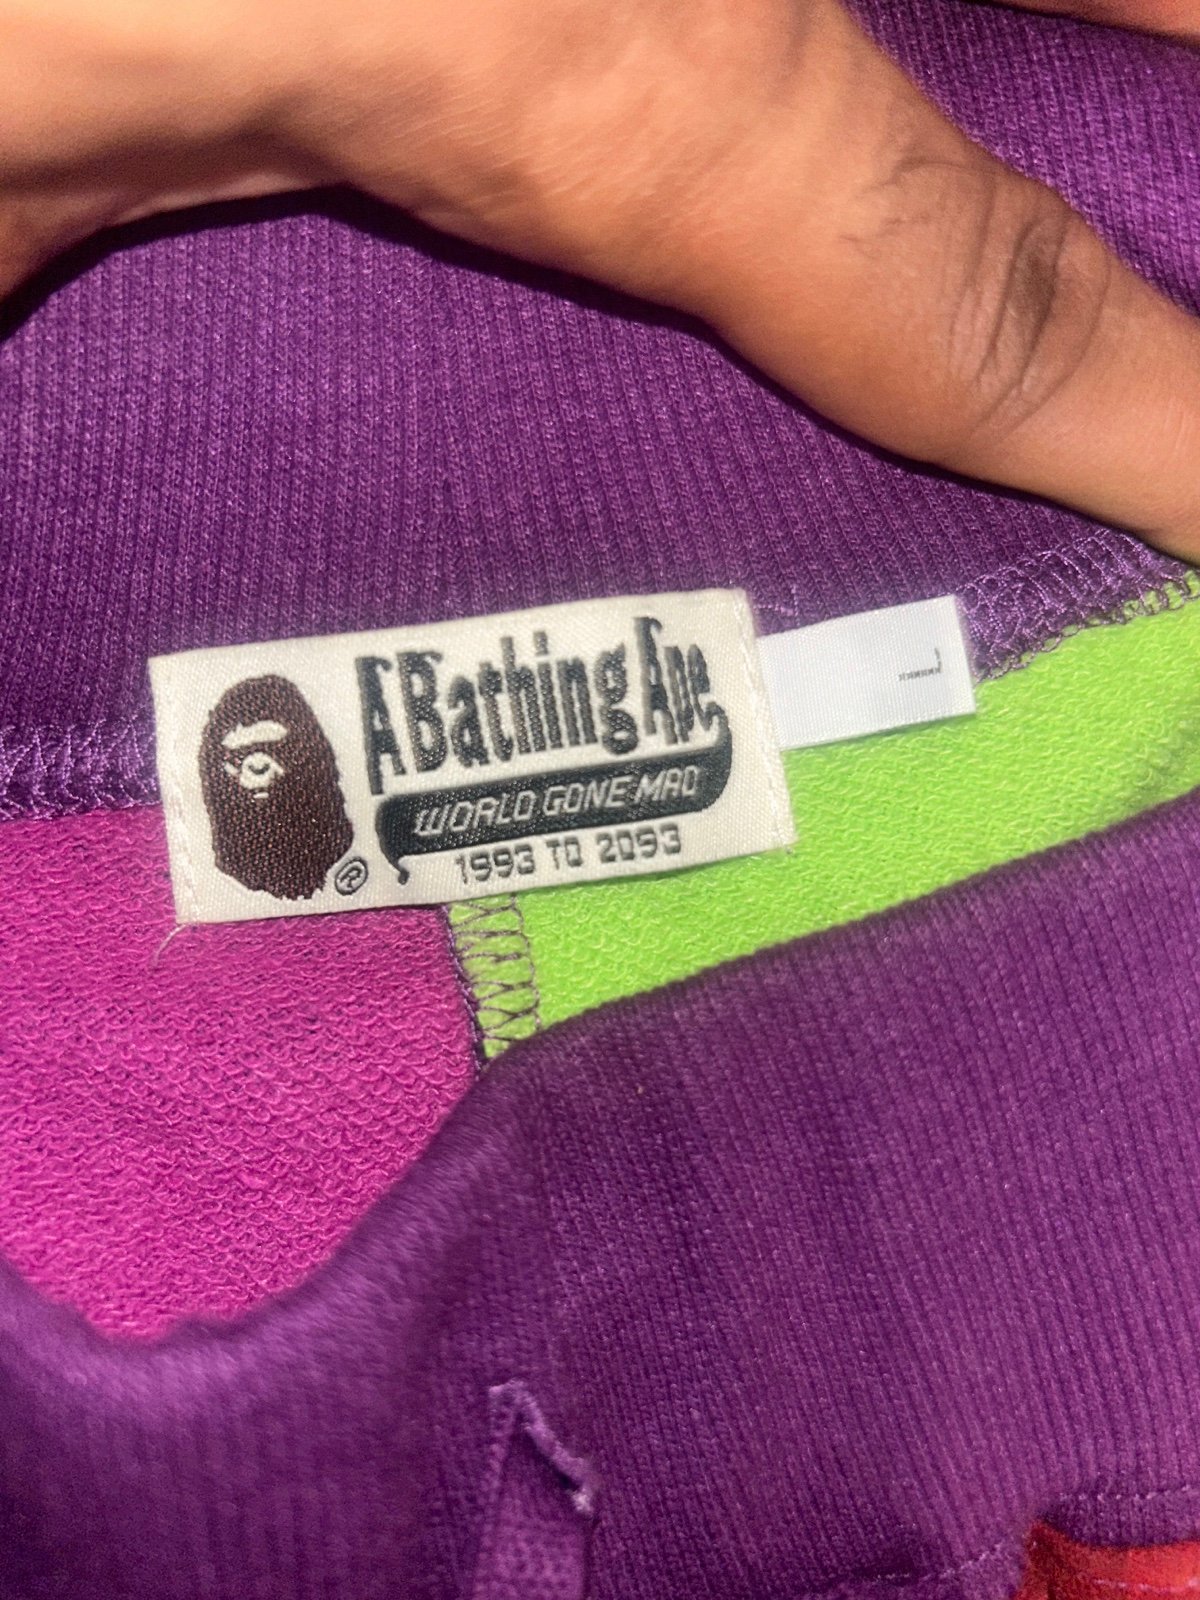 A Bathing Ape
WORLD GONE MAD
1993 TO 2093
®
L